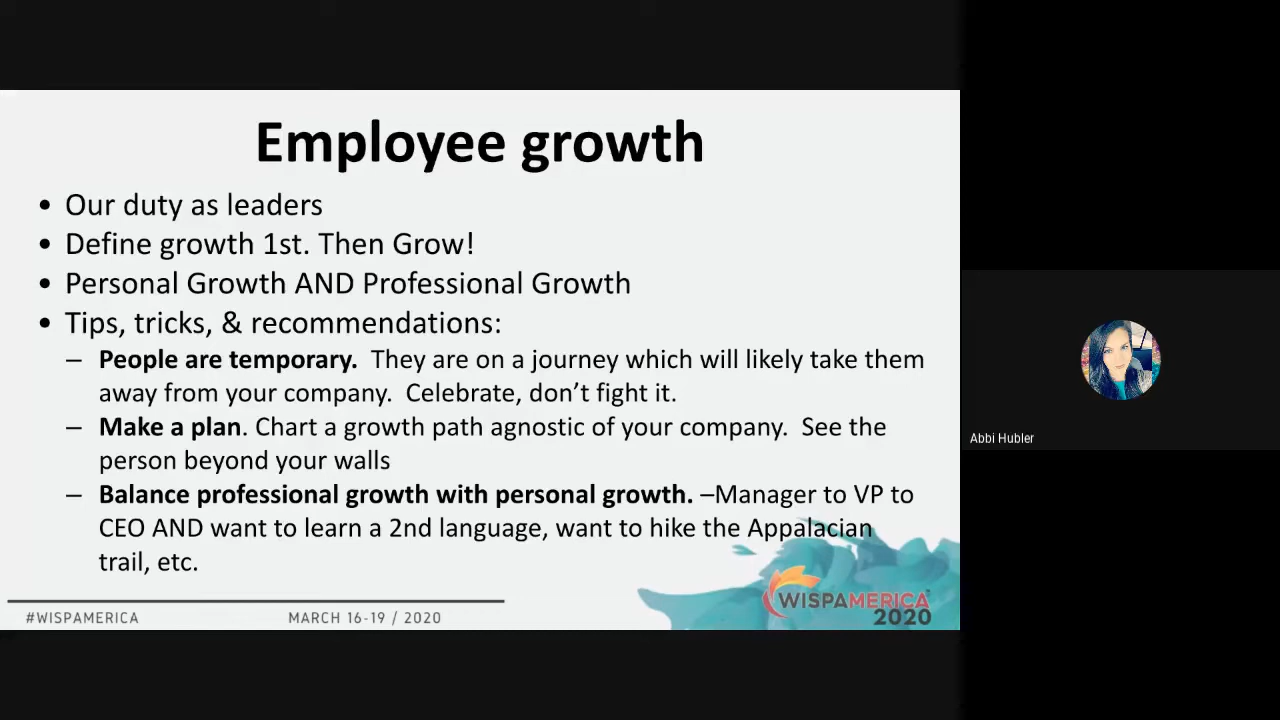 Employee growth
• Our duty as leaders
• Define growth 1st. Then Grow!
• Personal Growth AND Professional Growth
• Tips, tricks, & recommendations:
– People are temporary.  They are on a journey which will likely take them
away from your company.  Celebrate, don’t fight it.
– Make a plan. Chart a growth path agnostic of your company.  See the
person beyond your walls
– Balance professional growth with personal growth. –Manager to VP to
CEO AND want to learn a 2nd language, want to hike the Appalacian
trail, etc.
#WISPAMERICA MARCH 16-19 / 2020
WISPAMERICA
2020
Abbi Hubler